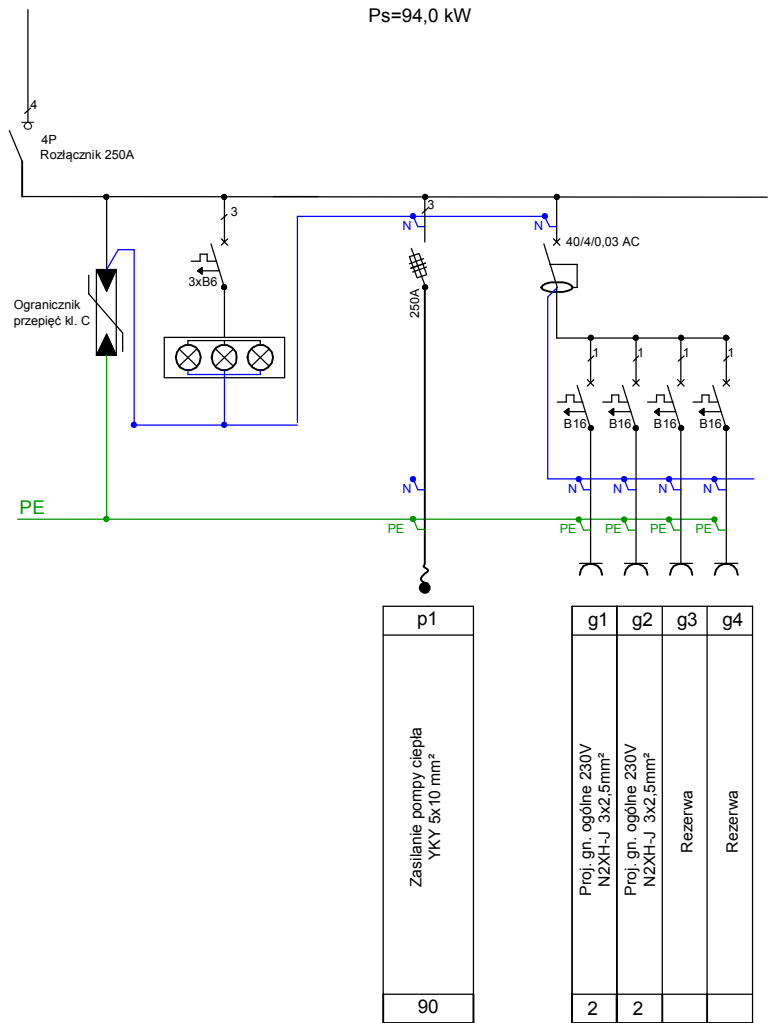 Ps=94,0 kW
4
4P
Rozłącznik 250A
3
3
N
N
40/4/0,03 AC
3xB6
250A
Ogranicznik
przepięć kl. C
1
1
1
1
B16
B16
B16
B16
N
N
N
N
N
PE
PE
PE
PE
PE
PE
p1
g1
g2
g3
g4
Zasilanie pompy ciepła
YKY 5x10 mm²
Proj. gn. ogólne 230V
N2XH-J 3x2,5mm²
Proj. gn. ogólne 230V
N2XH-J 3x2,5mm²
Rezerwa
Rezerwa
90
2
2